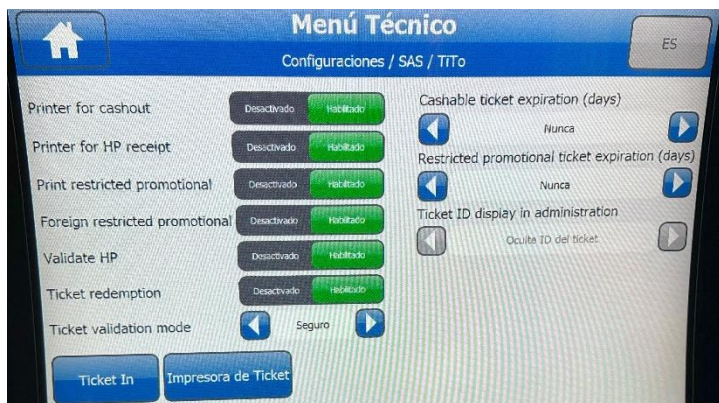 Menú Técnico
ES
Configuraciones / SAS / TiTo
Printer for cashout
Desactivado
Habilitado
Printer for HP receipt
Desactivado
Habilitado
Print restricted promotional
Desactivado
Habilitado
Foreign restricted promotional
Desactivado
Habilitado
Validate HP
Desactivado
Habilitado
Ticket redemption
Desactivado
Habilitado
Ticket validation mode
Seguro
Cashable ticket expiration (days)
Nunca
Restricted promotional ticket expiration (days)
Nunca
Ticket ID display in administration
Oculte ID del ticket
Ticket In
Impresora de Ticket